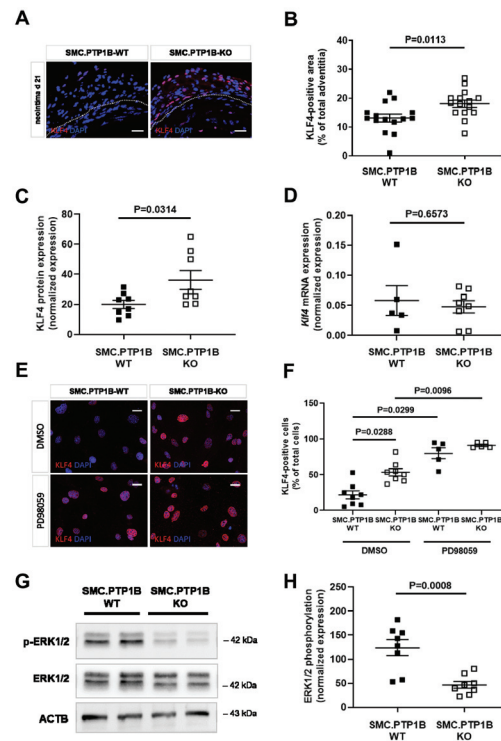 A
SMC.PTP1B-WT
SMC.PTP1B-KO
neointima d 21
KLF4 DAPI
KLF4 DAPI
B
P=0.0113
KLF4-positive area
(% of total adventitia)
40
30
20
10
0
SMC.PTP1B
WT
SMC.PTP1B
KO
C
P=0.0314
KLF4 protein expression
(normalized expression)
80
60
40
20
0
SMC.PTP1B
WT
SMC.PTP1B
KO
D
P=0.6573
Klf4 mRNA expression
(normalized expression)
0.20
0.15
0.10
0.05
0.00
SMC.PTP1B
WT
SMC.PTP1B
KO
E
SMC.PTP1B-WT
SMC.PTP1B-KO
DMSO
KLF4 DAPI
KLF4 DAPI
PD98059
KLF4 DAPI
KLF4 DAPI
F
P=0.0096
P=0.0299
P=0.0288
KLF4-positive cells
(% of total cells)
100
50
0
SMC.PTP1B
WT
SMC.PTP1B
KO
SMC.PTP1B
WT
SMC.PTP1B
KO
DMSO
PD98059
G
SMC.PTP1B
WT
SMC.PTP1B
KO
p-ERK1/2
– 42 kDa
ERK1/2
– 42 kDa
ACTB
– 43 kDa
H
P=0.0008
ERK1/2 phosphorylation
(normalized expression)
200
150
100
50
0
SMC.PTP1B
WT
SMC.PTP1B
KO